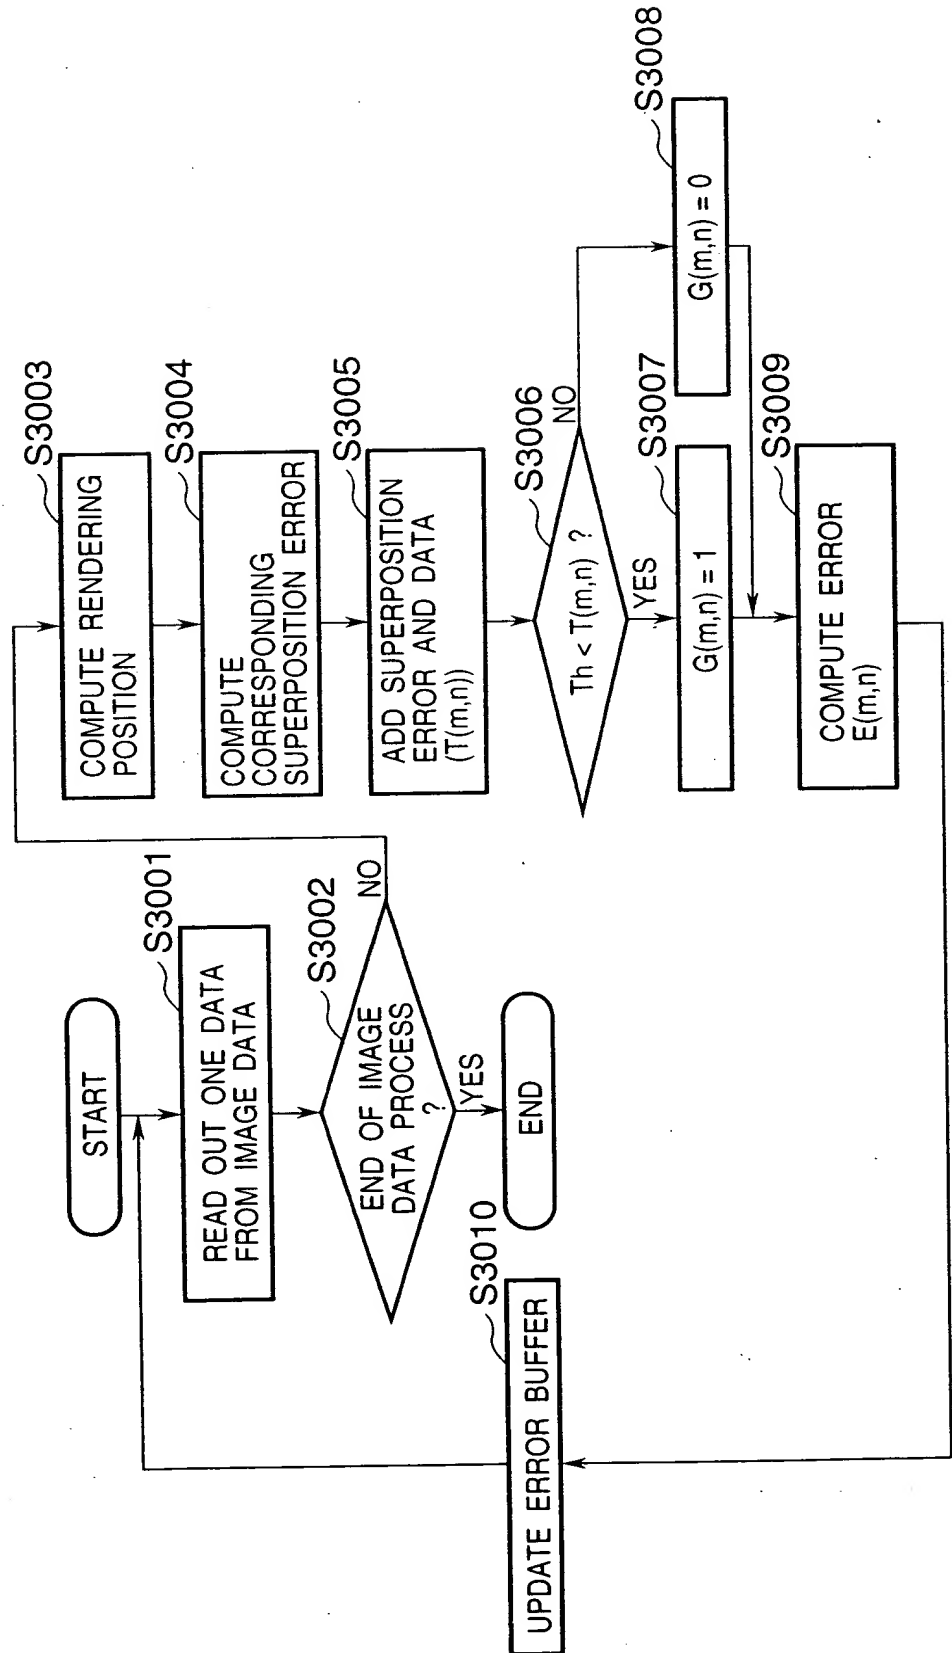 START
S3001
READ OUT ONE DATA
FROM IMAGE DATA
S3002
END OF IMAGE
DATA PROCESS
?
NO
YES
END
S3003
COMPUTE RENDERING
POSITION
S3004
COMPUTE
CORRESPONDING
SUPERPOSITION ERROR
S3005
ADD SUPERPOSITION
ERROR AND DATA
(T(m,n))
S3006
Th < T(m,n) ?
NO
YES
S3007
G(m,n) = 1
S3008
G(m,n) = 0
S3009
COMPUTE ERROR
E(m,n)
S3010
UPDATE ERROR BUFFER